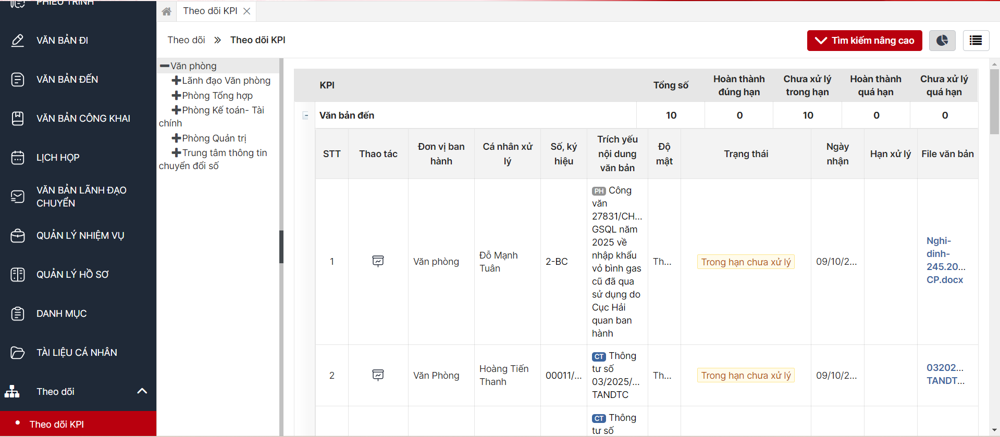 PHIẾU TRÌNH
VĂN BẢN ĐI
VĂN BẢN ĐẾN
VĂN BẢN CÔNG KHAI
LỊCH HỌP
VĂN BẢN LÃNH ĐẠO
CHUYỂN
QUẢN LÝ NHIỆM VỤ
QUẢN LÝ HỒ SƠ
DANH MỤC
TÀI LIỆU CÁ NHÂN
Theo dõi
Theo dõi KPI
Theo dõi KPI
Theo dõi » Theo dõi KPI
Tìm kiếm nâng cao
Văn phòng
Lãnh đạo Văn phòng
Phòng Tổng hợp
Phòng Kế toán- Tài
chính
Phòng Quản trị
Trung tâm thông tin
chuyển đổi số
KPI
Tổng số
Hoàn thành
đúng hạn
Chưa xử lý
trong hạn
Hoàn thành
quá hạn
Chưa xử lý
quá hạn
Văn bản đến 10 0 10 0 0
STT
Thao tác
Đơn vị ban
hành
Cá nhân xử
lý
Số, ký
hiệu
Trích yếu
nội dung
văn bản
Độ
mật
Trạng thái
Ngày
nhận
Hạn xử lý
File văn bản
1
Văn phòng
Đỗ Mạnh
Tuân
2-BC
PH Công
văn
27831/CH...
GSQL năm
2025 về
nhập khẩu
vỏ bình gas
cũ đã qua
sử dụng do
Cục Hải
quan ban
hành
Th...
Trong hạn chưa xử lý
09/10/2...
Nghi-
dinh-
245.20...
CP.docx
2
Văn Phòng
Hoàng Tiến
Thanh
00011/...
CT Thông
tư số
03/2025/...
TANDTC
Th...
Trong hạn chưa xử lý
09/10/2...
03202...
TANDT...
CT Thông
tư số